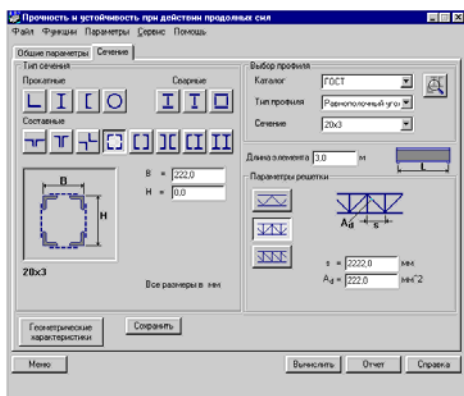 Прочность и устойчивость при действии продольных сил
Файл Функции Параметры Сервис Помощь
Общие параметры Сечение
Тип сечения
Прокатные Сварные
Составные
B = 222,0
H = 0,0
B
H
20x3
Все размеры в мм
Выбор профиля
Каталог ГОСТ
Тип профиля Равнополочный уго
Сечение 20x3
Длина элемента 3,0 м
L
Параметры решетки
Ad s
s = 2222,0 мм
Ad = 222,0 мм^2
Геометрические характеристики
Сохранить
Меню Вычислить Отчет Справка